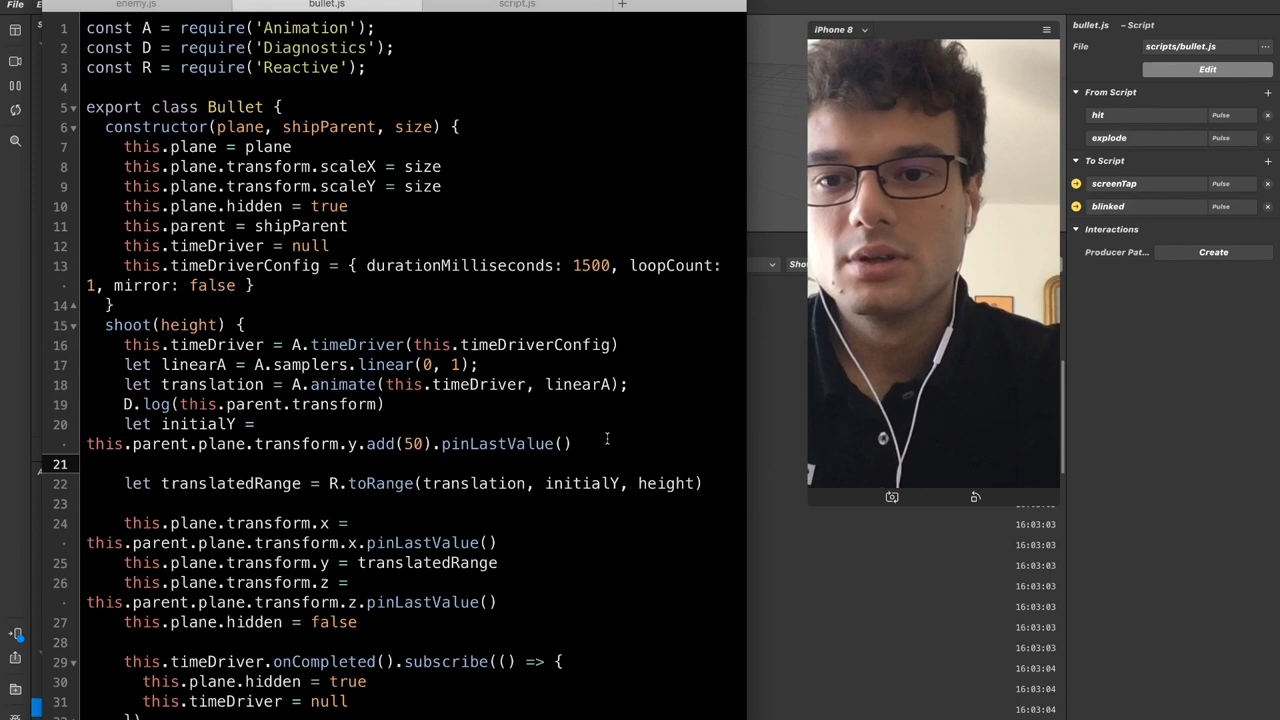 File
enemy.js
bullet.js
script.js
+
1 const A = require('Animation');
2 const D = require('Diagnostics');
3 const R = require('Reactive');
4
5 export class Bullet {
6 constructor(plane, shipParent, size) {
7 this.plane = plane
8 this.plane.transform.scaleX = size
9 this.plane.transform.scaleY = size
10 this.plane.hidden = true
11 this.parent = shipParent
12 this.timeDriver = null
13 this.timeDriverConfig = { durationMilliseconds: 1500, loopCount:
1, mirror: false }
14 }
15 shoot(height) {
16 this.timeDriver = A.timeDriver(this.timeDriverConfig)
17 let linearA = A.samplers.linear(0, 1);
18 let translation = A.animate(this.timeDriver, linearA);
19 D.log(this.parent.transform)
20 let initialY =
this.parent.plane.transform.y.add(50).pinLastValue()
21
22 let translatedRange = R.toRange(translation, initialY, height)
23
24 this.plane.transform.x =
this.parent.plane.transform.x.pinLastValue()
25 this.plane.transform.y = translatedRange
26 this.plane.transform.z =
this.parent.plane.transform.z.pinLastValue()
27 this.plane.hidden = false
28
29 this.timeDriver.onCompleted().subscribe(() => {
30 this.plane.hidden = true
31 this.timeDriver = null
})
Sho
iPhone 8
16:03:03
16:03:03
16:03:03
16:03:03
16:03:03
16:03:03
16:03:03
16:03:04
16:03:04
16:03:04
bullet.js – Script
File scripts/bullet.js ...
Edit
From Script +
hit Pulse x
explode Pulse x
To Script +
screenTap Pulse x
blinked Pulse x
Interactions
Producer Pat... Create